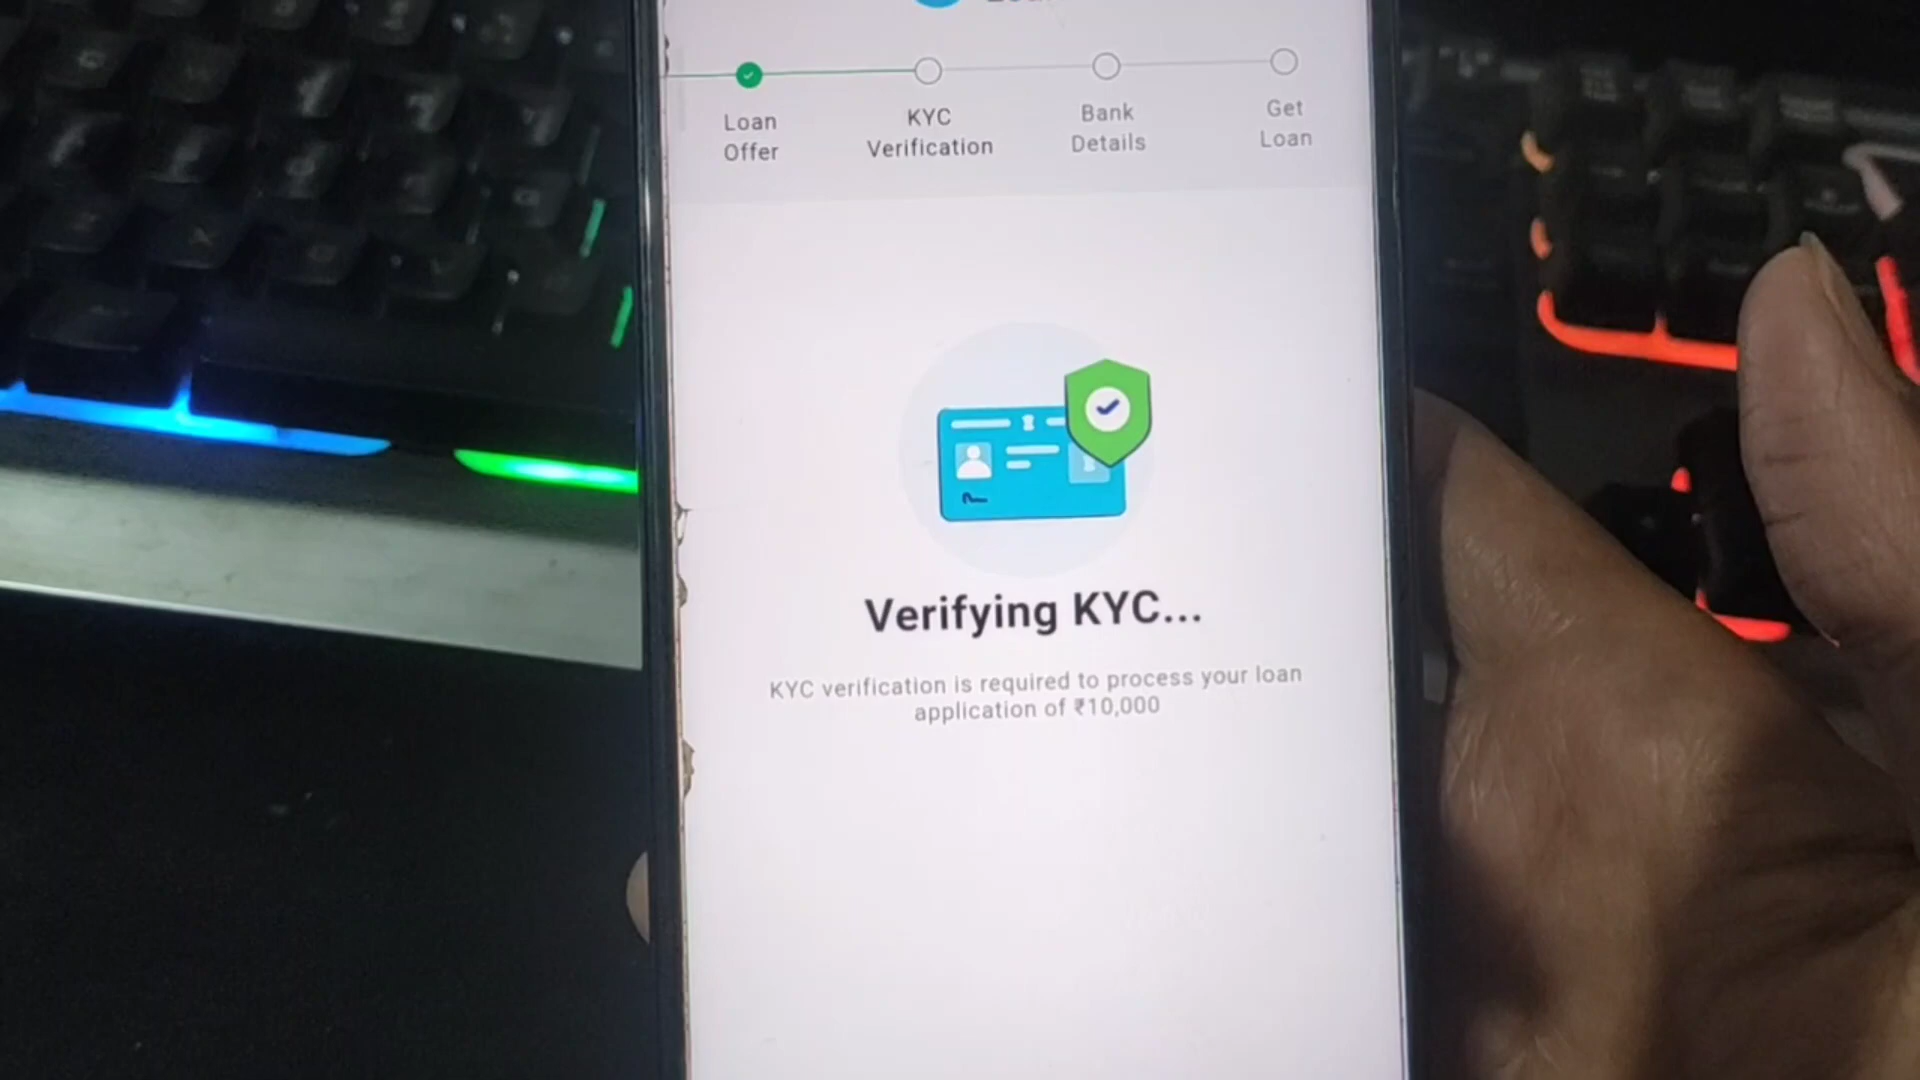 Loan
Offer
KYC
Verification
Bank
Details
Get
Loan
Verifying KYC...
KYC verification is required to process your loan
application of ₹10,000